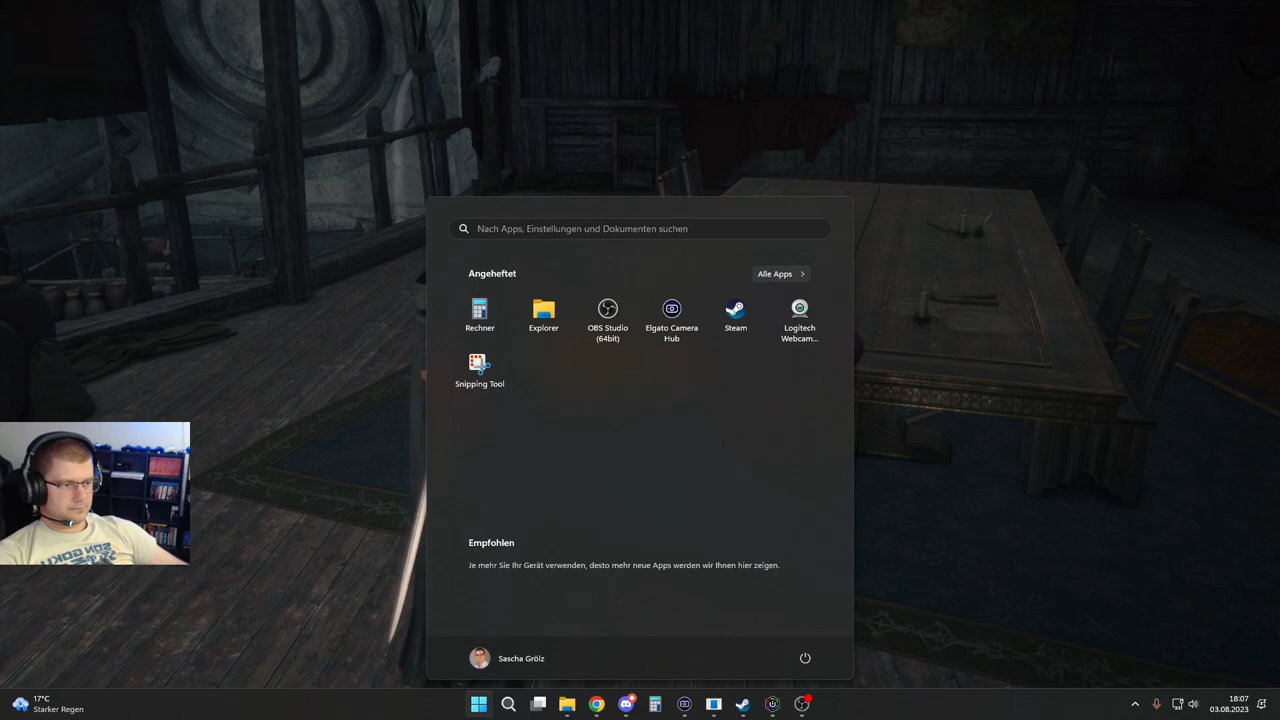 Nach Apps, Einstellungen und Dokumenten suchen
Angeheftet
Alle Apps
Rechner
Explorer
OBS Studio
(64bit)
Elgato Camera
Hub
Steam
Logitech
Webcam...
Snipping Tool
SON GOKU
Empfohlen
Je mehr Sie Ihr Gerät verwenden, desto mehr neue Apps werden wir Ihnen hier zeigen.
Sascha Grölz
17°C
Starker Regen
18:07
03.08.2023